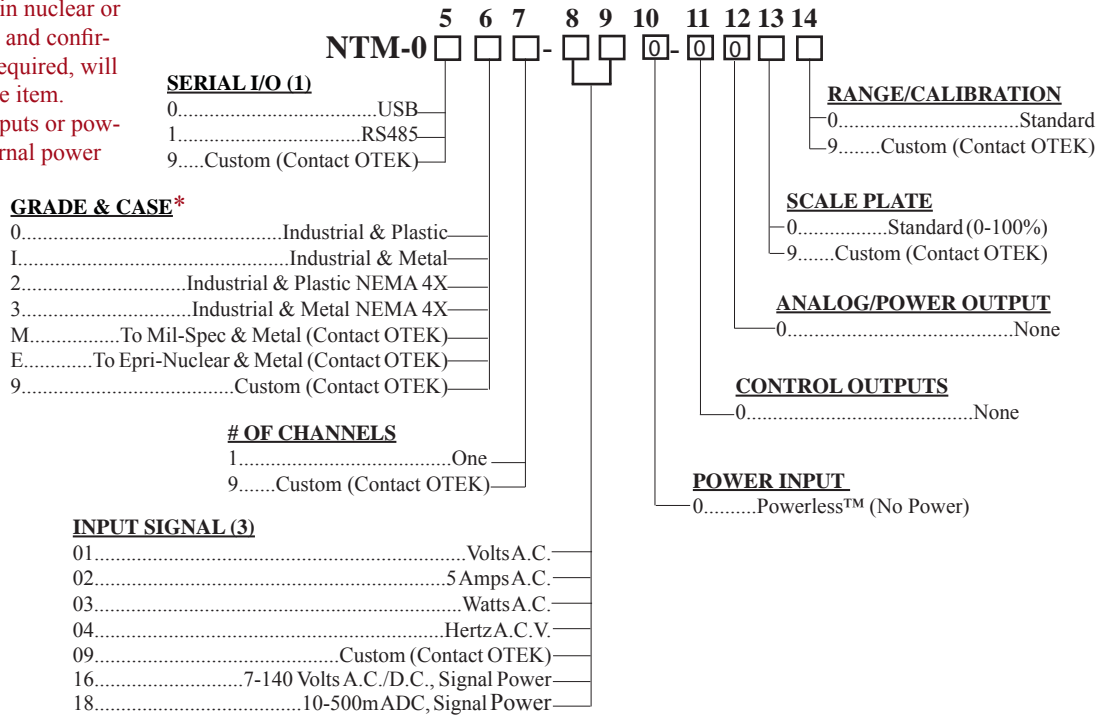 in nuclear or
and confir-
equired, will
e item.
puts or pow-
rnal power
5 6 7 8 9 10 11 12 13 14
NTM-0 - 0 - 0 0
SERIAL I/O (1)
0.....................................USB
1..................................RS485
9.....Custom (Contact OTEK)
GRADE & CASE*
0................................................Industrial & Plastic
I..................................................Industrial & Metal
2...............................Industrial & Plastic NEMA 4X
3................................Industrial & Metal NEMA 4X
M................To Mil-Spec & Metal (Contact OTEK)
E.............To Epri-Nuclear & Metal (Contact OTEK)
9.......................................Custom (Contact OTEK)
# OF CHANNELS
1.......................................One
9.......Custom (Contact OTEK)
INPUT SIGNAL (3)
01....................................................................Volts A.C.
02.................................................................5 Amps A.C.
03...................................................................Watts A.C.
04................................................................Hertz A.C.V.
09.............................................Custom (Contact OTEK)
16...........................7-140 Volts A.C./D.C., Signal Power
18......................................10-500mADC, Signal Power
RANGE/CALIBRATION
0.................................Standard
9........Custom (Contact OTEK)
SCALE PLATE
0...............Standard (0-100%)
9.......Custom (Contact OTEK)
ANALOG/POWER OUTPUT
0.........................................None
CONTROL OUTPUTS
0.........................................None
POWER INPUT
0..........Powerless™ (No Power)